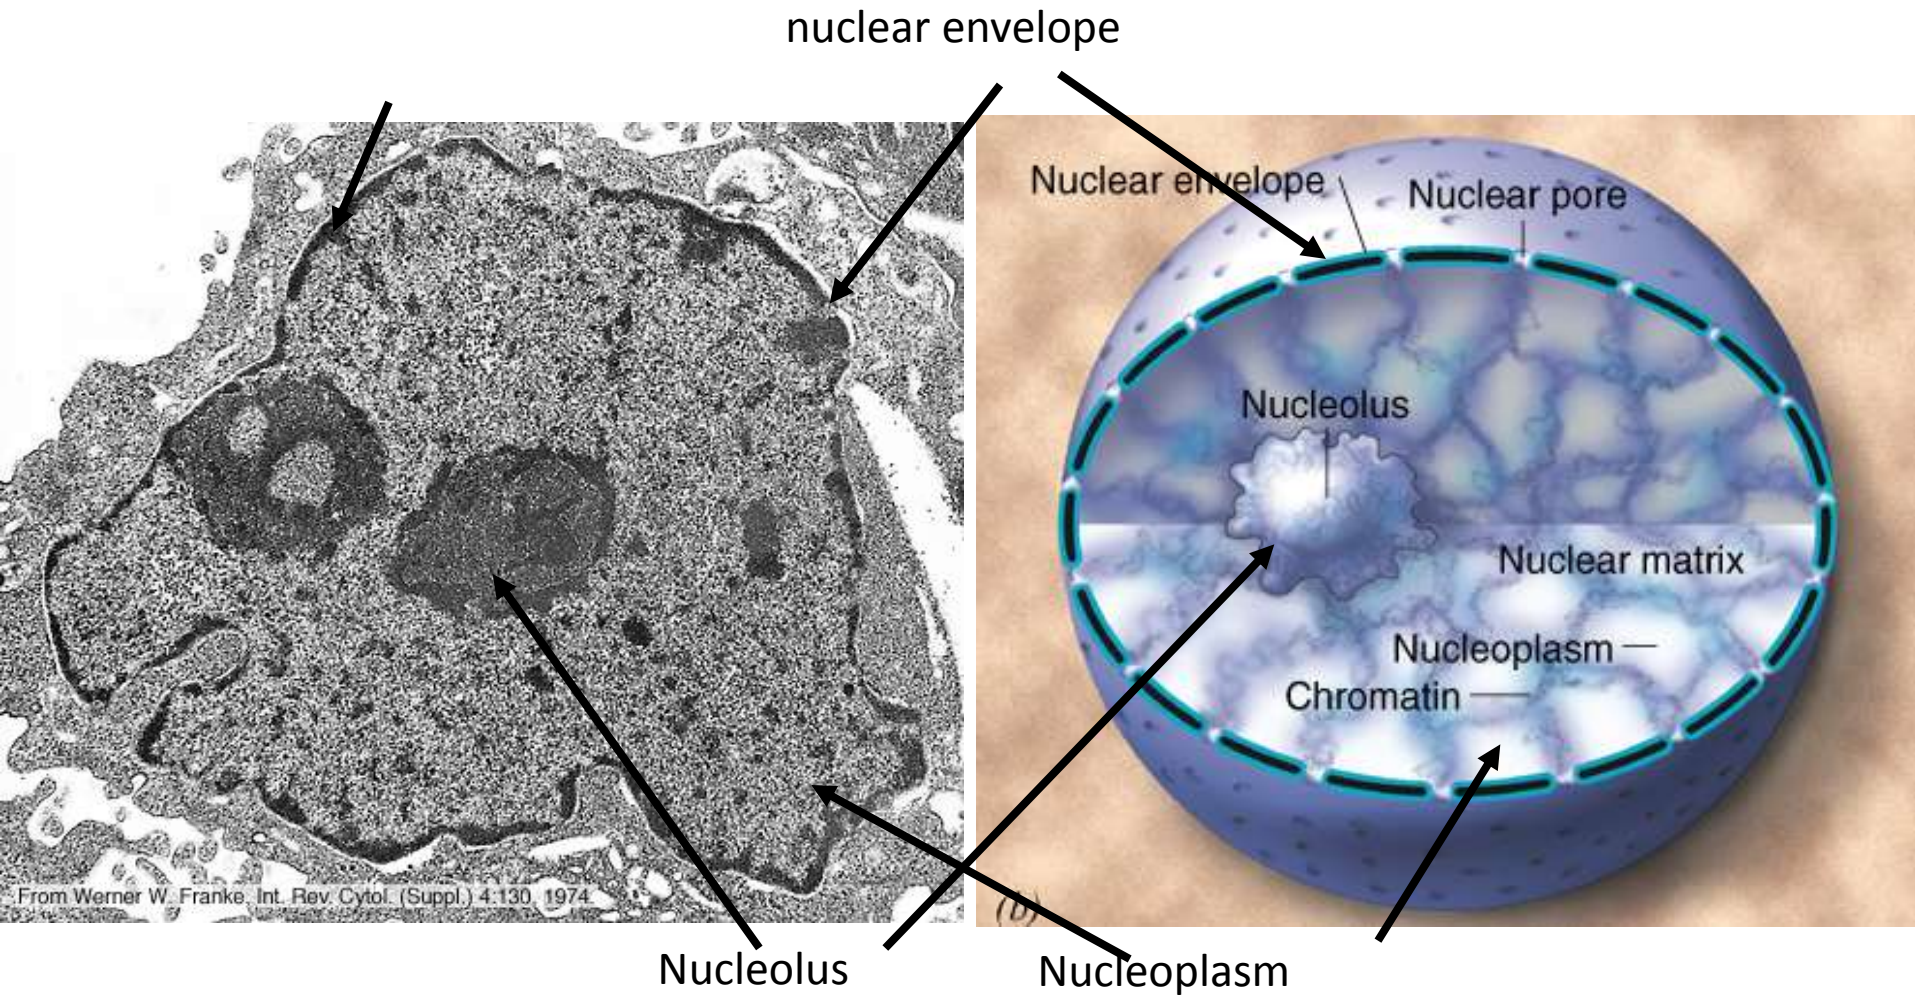 nuclear envelope
Nuclear envelope
Nuclear pore
Nucleolus
Nuclear matrix
Nucleoplasm
Chromatin
From Werner W. Franke, Int. Rev. Cytol. (Suppl.) 4:130, 1974.
(b)
Nucleolus
Nucleoplasm